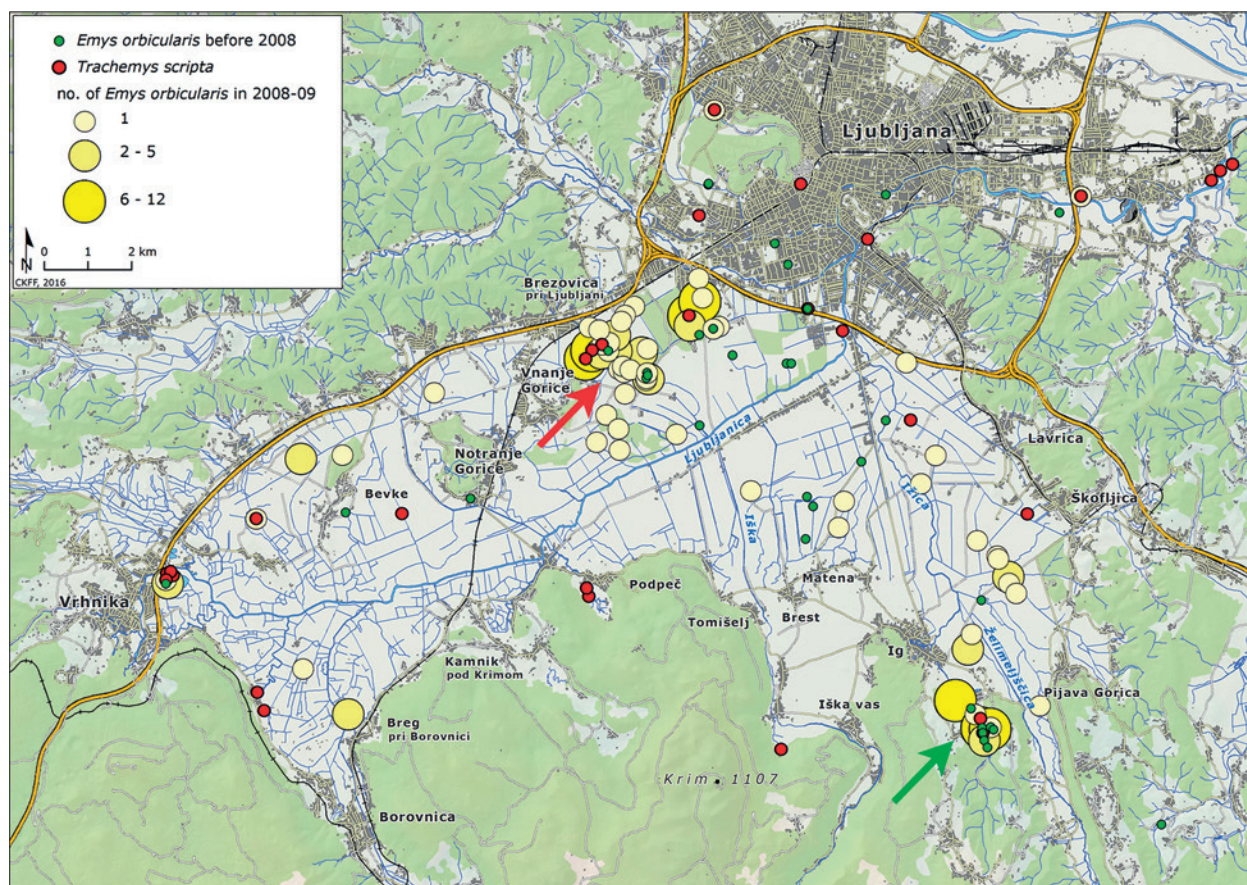 Emys orbicularis before 2008
Trachemys scripta
no. of Emys orbicularis in 2008-09
1
2 - 5
6 - 12
N
0 1 2 km
CKFF, 2016
Ljubljana
Brezovica
pri Ljubljani
Vnanje
Gorice
Ljubljanica
Lavrica
Notranje
Gorice
Bevke
Iščica
Škofljica
Iška
Vrhnika
Podpeč
Matena
Tomišelj
Brest
Ig
Želimeljščica
Kamnik
pod Krimom
Pijava Gorica
Iška vas
Breg
pri Borovnici
Krim 1107
Borovnica